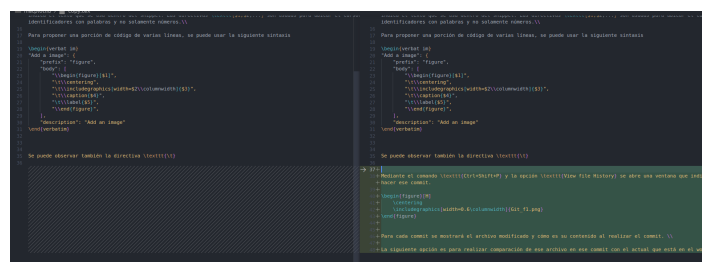 identificadores con palabras y no solamente números.\\
Para proponer una porción de código de varias lineas, se puede usar la siguiente sintasis
\begin{verbatim}
"Add a image": {
"prefix": "figure",
"body": [
"\\begin{figure}[$1]",
"\t\\centering",
"\t\\includegraphics[width=$2\\columnwidth]{$3}",
"\t\\caption{$4}",
"\t\\label{$5}",
"\\end{figure}",
],
"description": "Add an image"
\end{verbatim}
Se puede observar también la directiva \texttt{\t}
identificadores con palabras y no solamente números.\\
Para proponer una porción de código de varias lineas, se puede usar la siguiente sintasis
\begin{verbatim}
"Add a image": {
"prefix": "figure",
"body": [
"\\begin{figure}[$1]",
"\t\\centering",
"\t\\includegraphics[width=$2\\columnwidth]{$3}",
"\t\\caption{$4}",
"\t\\label{$5}",
"\\end{figure}",
],
"description": "Add an image"
\end{verbatim}
Se puede observar también la directiva \texttt{\t}
37+
+ Mediante el comando \texttt{Ctrl+Shift+P} y la opción \texttt{View File History} se abre una ventana que
hacer ese commit.
+
+ \begin{figure}[H]
+ \centering
+ \includegraphics[width=0.6\columnwidth]{Git_f1.png}
+ \end{figure}
+
+
+ Para cada commit se mostrará el archivo modificado y cómo es su contenido al realizar el commit. \\
+
+ La siguiente opción es para realizar comparación de ese archivo en ese commit con el actual que está en el